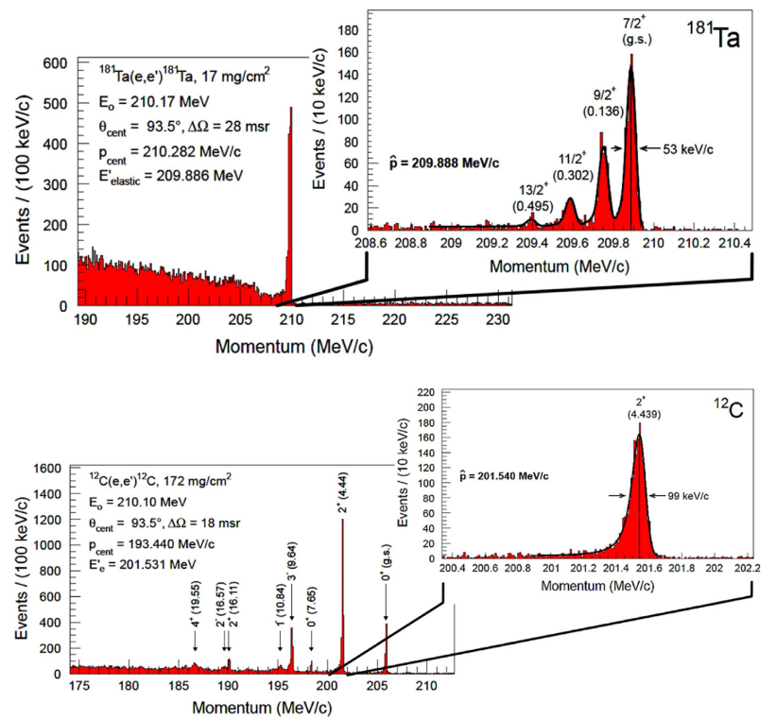 600
500
400
300
200
100
0
Events / (100 keV/c)
¹⁸¹Ta(e,e')¹⁸¹Ta, 17 mg/cm²
Eₒ = 210.17 MeV
θcent = 93.5°, ΔΩ = 28 msr
pcent = 210.282 MeV/c
E'elastic = 209.886 MeV
190 195 200 205 210 215 220 225 230
Momentum (MeV/c)
180
160
140
120
100
80
60
40
20
0
Events / (10 keV/c)
7/2⁺
(g.s.)
¹⁸¹Ta
9/2⁺
(0.136)
53 keV/c
11/2⁺
(0.302)
13/2⁺
(0.495)
p̂ = 209.888 MeV/c
208.6 208.8 209 209.2 209.4 209.6 209.8 210 210.2 210.4
Momentum (MeV/c)
1600
1400
1200
1000
800
600
400
200
0
Events / (100 keV/c)
¹²C(e,e')¹²C, 172 mg/cm²
Eₒ = 210.10 MeV
θcent = 93.5°, ΔΩ = 18 msr
pcent = 193.440 MeV/c
E'e = 201.531 MeV
4⁺ (19.55)
2⁻ (16.57)
2⁺ (16.11)
1⁻ (10.84)
3⁻ (9.64)
0⁺ (7.65)
2⁺ (4.44)
0⁺ (g.s.)
175 180 185 190 195 200 205 210
Momentum (MeV/c)
220
200
180
160
140
120
100
80
60
40
20
0
Events / (10 keV/c)
2⁺
(4.439)
¹²C
p̂ = 201.540 MeV/c
99 keV/c
200.4 200.6 200.8 201 201.2 201.4 201.6 201.8 202 202.2
Momentum (MeV/c)